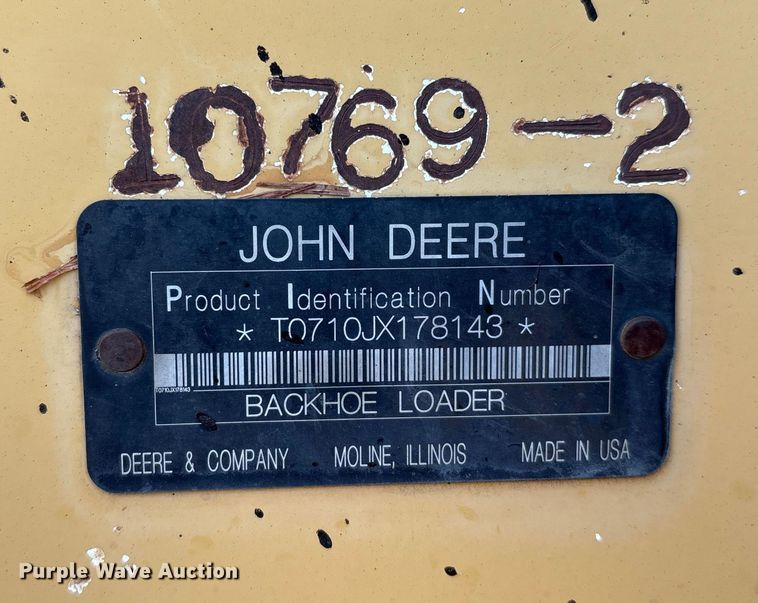 10769-2
JOHN DEERE
Product Identification Number
* T0710JX178143 *
T0710JX178143
BACKHOE LOADER
DEERE & COMPANY MOLINE, ILLINOIS MADE IN USA
Purple Wave Auction